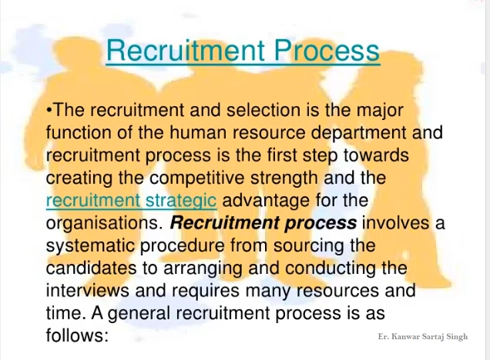 Recruitment Process
•The recruitment and selection is the major
function of the human resource department and
recruitment process is the first step towards
creating the competitive strength and the
recruitment strategic advantage for the
organisations. Recruitment process involves a
systematic procedure from sourcing the
candidates to arranging and conducting the
interviews and requires many resources and
time. A general recruitment process is as
follows:
Er. Kanwar Sartaj Singh